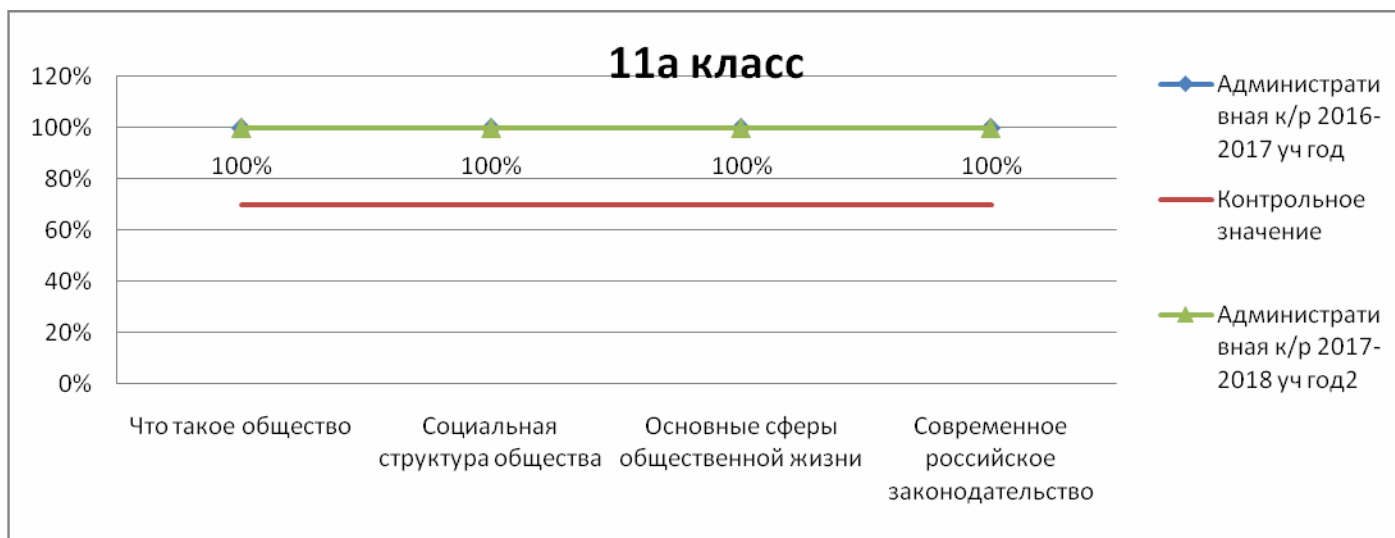 11а класс
120%
100%
80%
60%
40%
20%
0%
100%
100%
100%
100%
Что такое общество
Социальная
структура общества
Основные сферы
общественной жизни
Современное
российское
законодательство
Администрати
вная к/р 2016-
2017 уч год
Контрольное
значение
Администрати
вная к/р 2017-
2018 уч год2